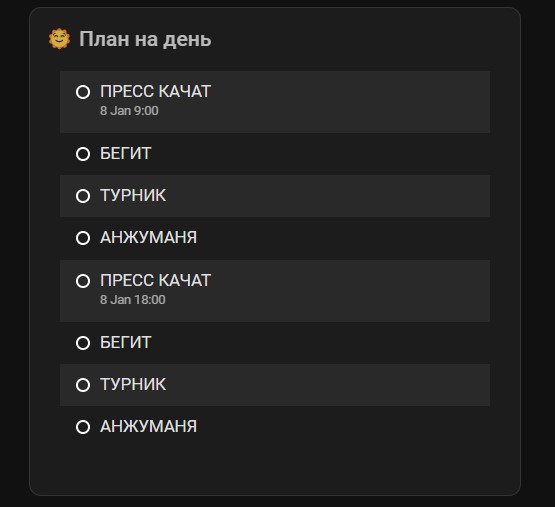 План на день
ПРЕСС КАЧАТ
8 Jan 9:00
БЕГИТ
ТУРНИК
АНЖУМАНЯ
ПРЕСС КАЧАТ
8 Jan 18:00
БЕГИТ
ТУРНИК
АНЖУМАНЯ